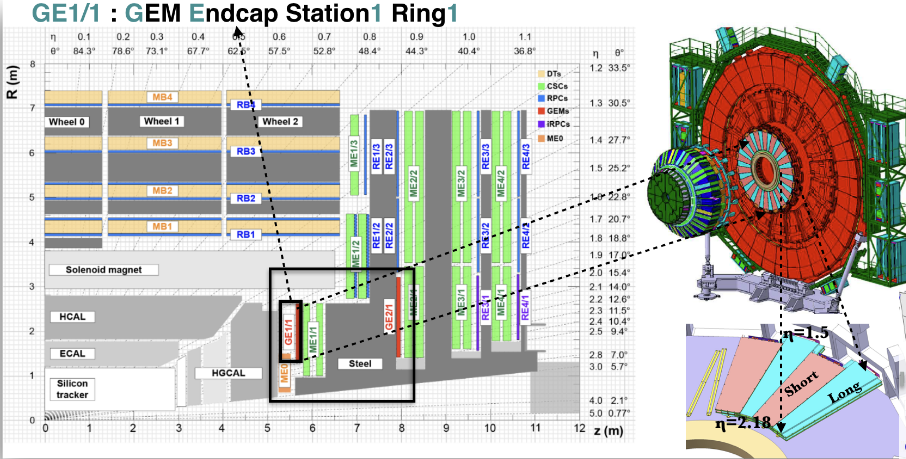 GE1/1 : GEM Endcap Station1 Ring1
η 0.1 0.2 0.3 0.4 0.5 0.6 0.7 0.8 0.9 1.0 1.1 η θ°
θ° 84.3° 78.6° 73.1° 67.7° 62.5° 57.5° 52.8° 48.4° 44.3° 40.4° 36.8°
R (m)
8
7
6
5
4
3
2
1
0
1.2 33.5°
1.3 30.5°
1.4 27.7°
1.5 25.2°
22.8°
1.7 20.7°
1.8 18.8°
1.9 17.0°
2.0 15.4°
2.1 14.0°
2.2 12.6°
2.3 11.5°
2.4 10.4°
2.5 9.4°
2.8 7.0°
3.0 5.7°
4.0 2.1°
5.0 0.77°
DTs
CSCs
RPCs
GEMs
iRPCs
ME0
MB4
RB4
Wheel 0
Wheel 1
Wheel 2
MB3
RB3
MB2
RB2
MB1
RB1
Solenoid magnet
HCAL
ECAL
Silicon
tracker
HGCAL
Steel
ME0
GE1/1
ME1/1
ME1/2
ME1/3
RE1/2
RE1/3
RE2/2
RE2/3
GE2/1
ME2/1
ME2/2
ME3/1
ME3/2
RE3/1
RE3/2
RE3/3
ME4/1
ME4/2
RE4/1
RE4/2
RE4/3
0 1 2 3 4 5 6 7 8 9 10 11 12
z (m)
η=1.5
Short
Long
η=2.18